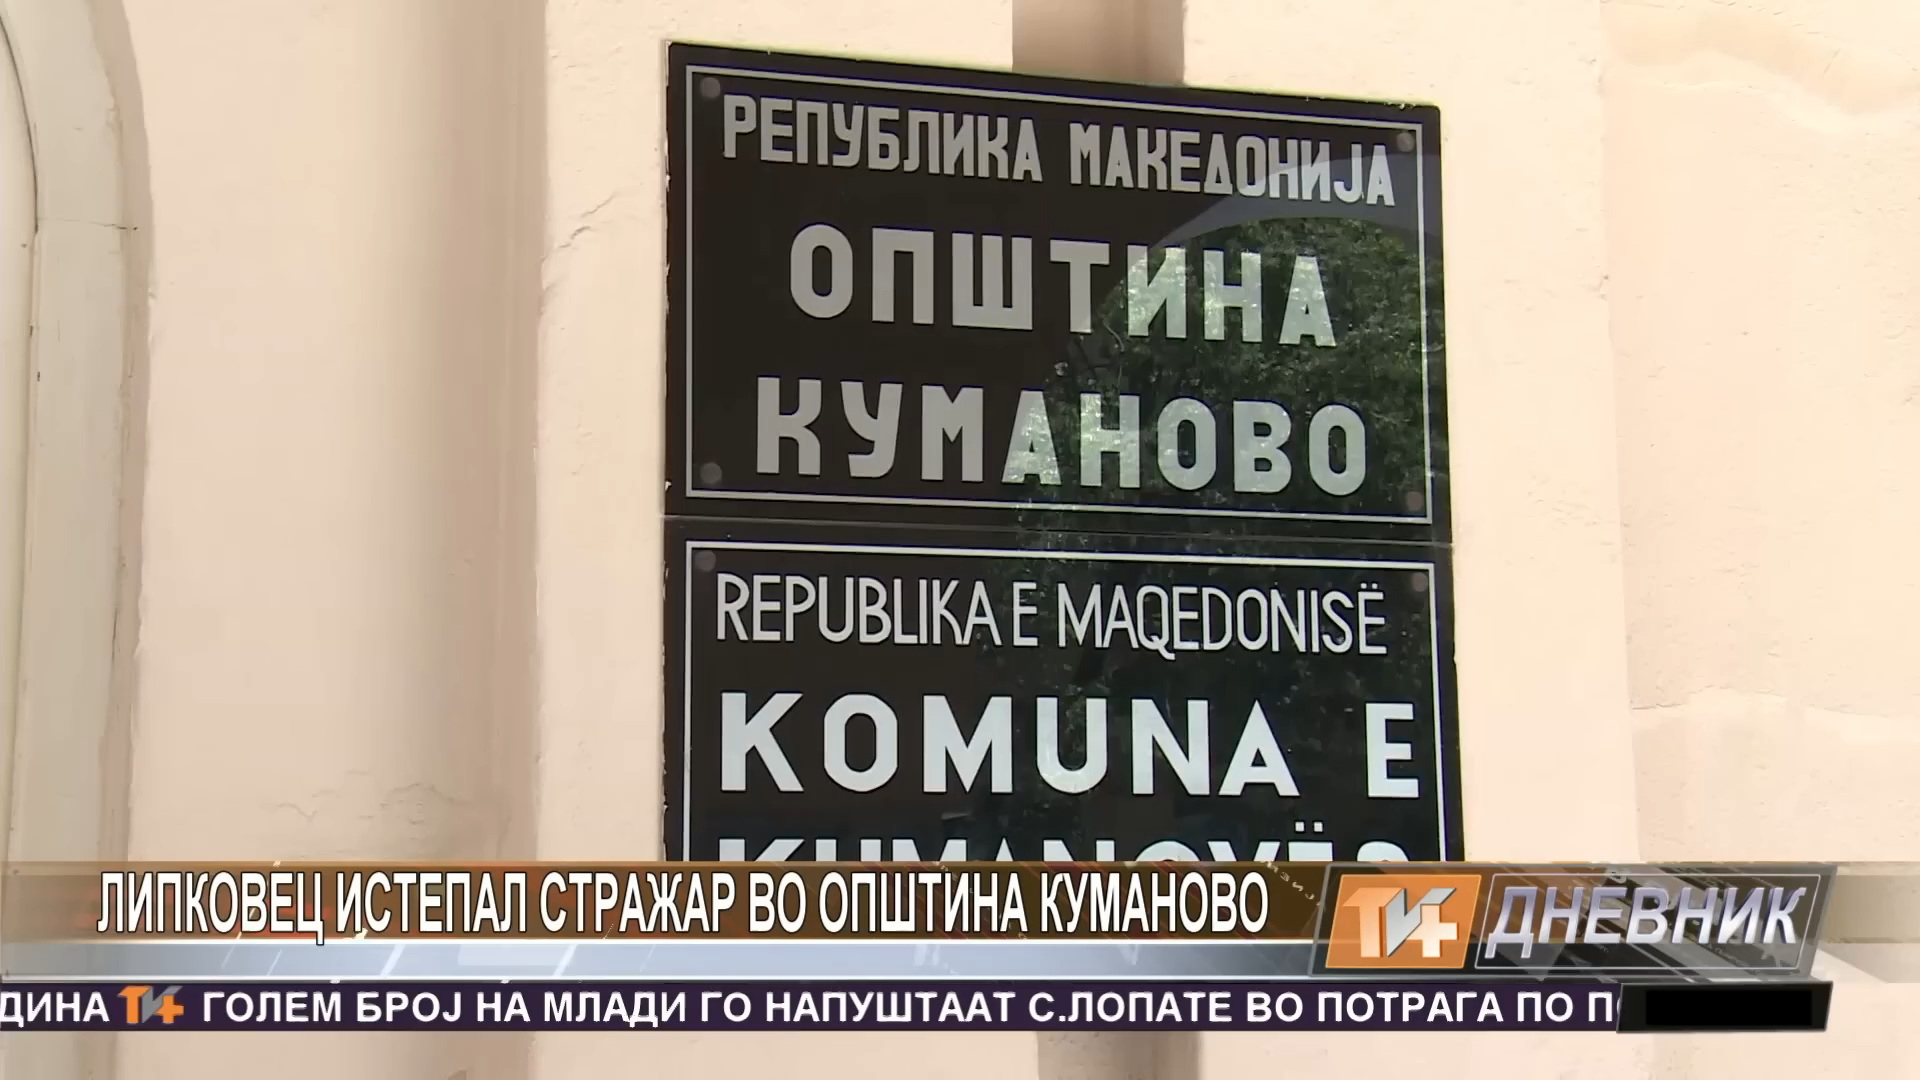 РЕПУБЛИКА МАКЕДОНИЈА
ОПШТИНА
КУМАНОВО
REPUBLIKA E MAQEDONISË
KOMUNA E
ЛИПКОВЕЦ ИСТЕПАЛ СТРАЖАР ВО ОПШТИНА КУМАНОВО
ДНЕВНИК
ГОЛЕМ БРОЈ НА МЛАДИ ГО НАПУШТААТ С.ЛОПАТЕ ВО ПОТРАГА ПО